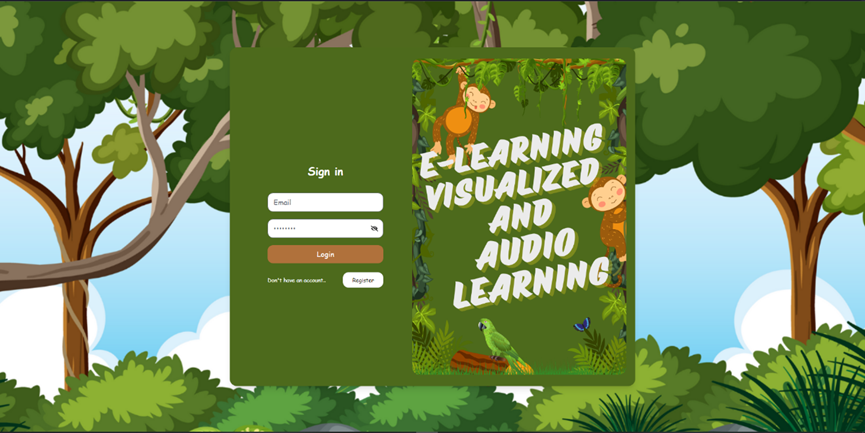 Sign in
Email
••••••••
Login
Don't have an account..
Register
E-LEARNING
VISUALIZED
AND
AUDIO
LEARNING